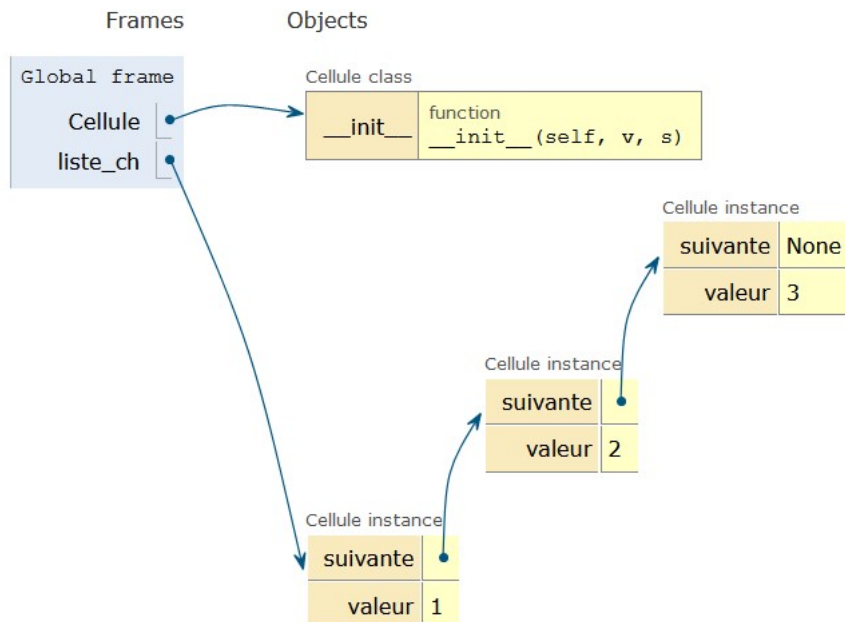 Frames Objects
Global frame
Cellule
liste_ch
Cellule class
__init__ function
__init__(self, v, s)
Cellule instance
suivante None
valeur 3
Cellule instance
suivante
valeur 2
Cellule instance
suivante
valeur 1